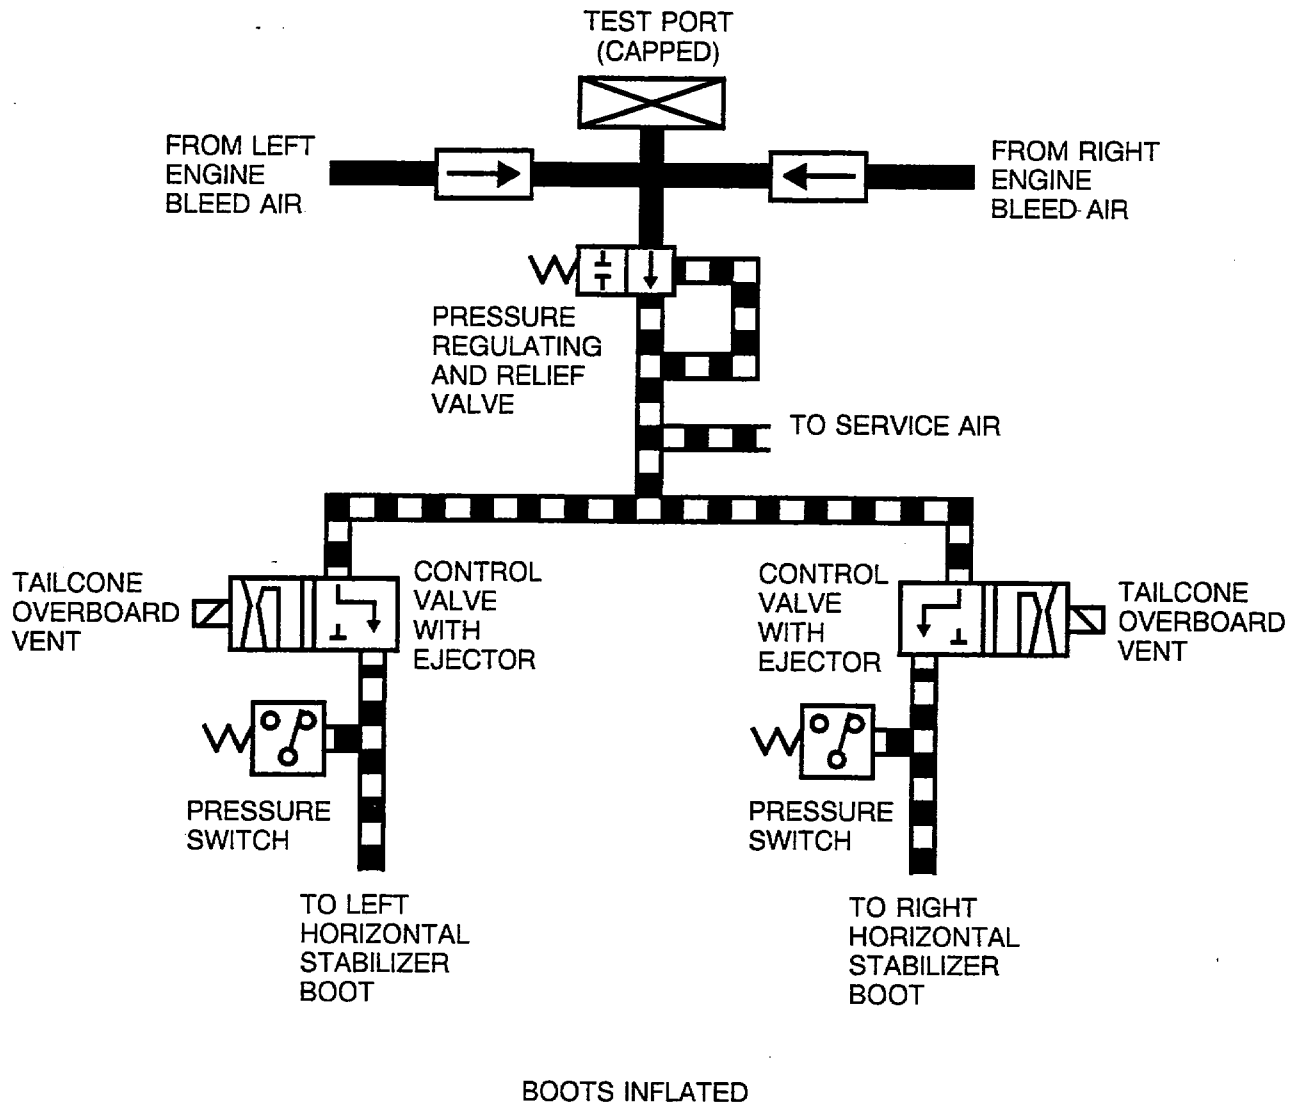 TEST PORT
(CAPPED)
FROM LEFT
ENGINE
BLEED AIR
FROM RIGHT
ENGINE
BLEED AIR
PRESSURE
REGULATING
AND RELIEF
VALVE
TO SERVICE AIR
TAILCONE
OVERBOARD
VENT
CONTROL
VALVE
WITH
EJECTOR
CONTROL
VALVE
WITH
EJECTOR
TAILCONE
OVERBOARD
VENT
PRESSURE
SWITCH
PRESSURE
SWITCH
TO LEFT
HORIZONTAL
STABILIZER
BOOT
TO RIGHT
HORIZONTAL
STABILIZER
BOOT
BOOTS INFLATED